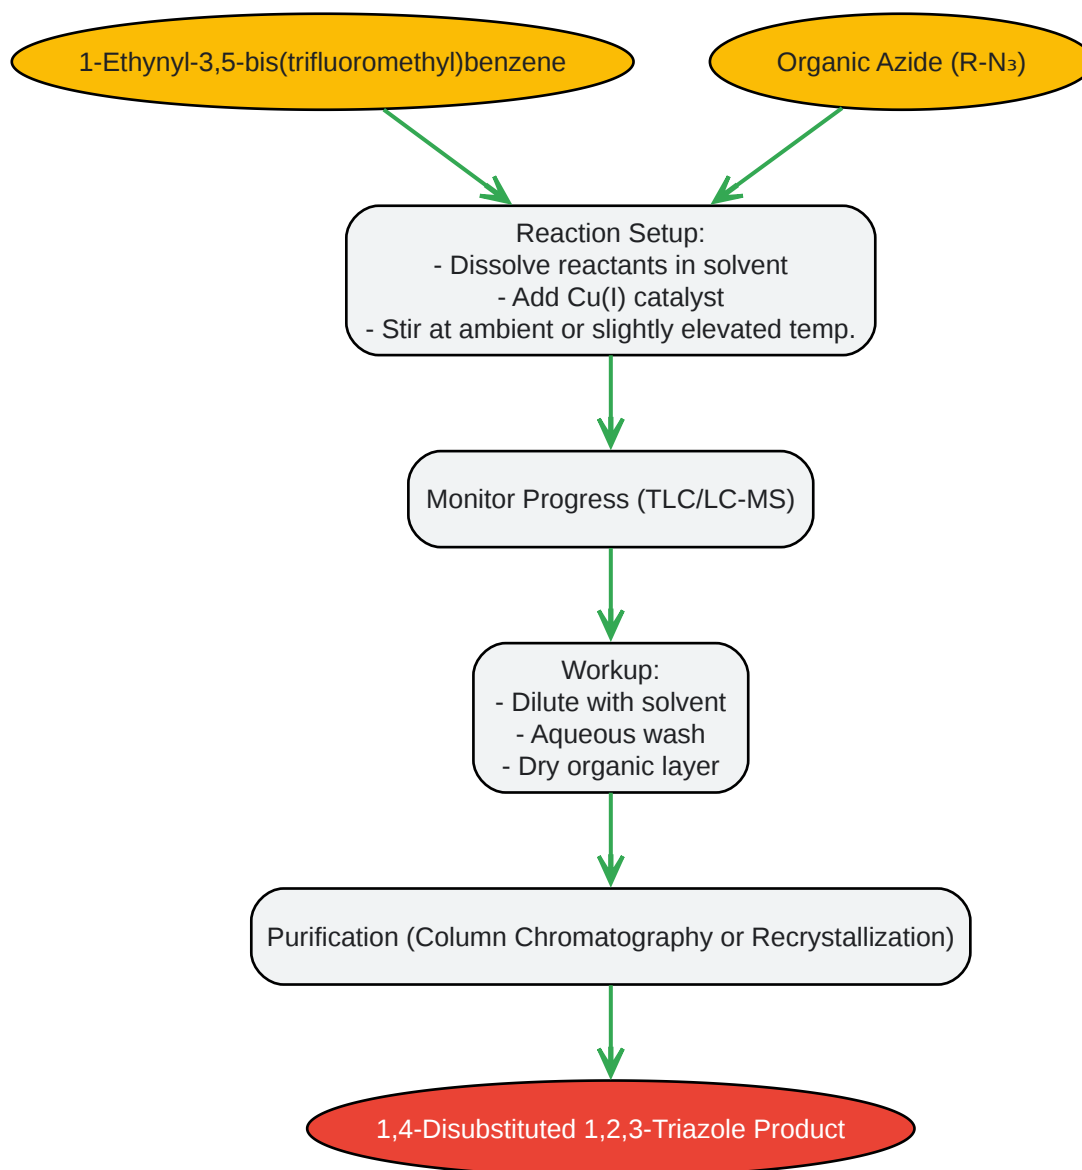 1-Ethynyl-3,5-bis(trifluoromethyl)benzene
Organic Azide (R-N₃)
Reaction Setup:
- Dissolve reactants in solvent
- Add Cu(I) catalyst
- Stir at ambient or slightly elevated temp.
Monitor Progress (TLC/LC-MS)
Workup:
- Dilute with solvent
- Aqueous wash
- Dry organic layer
Purification (Column Chromatography or Recrystallization)
1,4-Disubstituted 1,2,3-Triazole Product